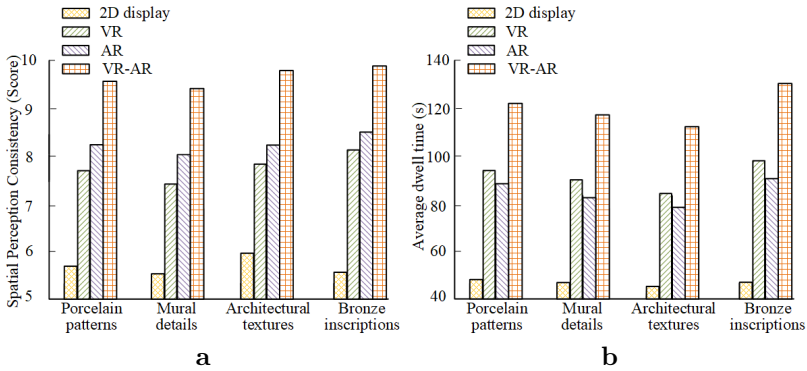 2D display
VR
AR
VR-AR
Spatial Perception Consistency (Score)
10
9
8
7
6
5
Porcelain patterns
Mural details
Architectural textures
Bronze inscriptions
a
2D display
VR
AR
VR-AR
Average dwell time (s)
140
120
100
80
60
40
Porcelain patterns
Mural details
Architectural textures
Bronze inscriptions
b